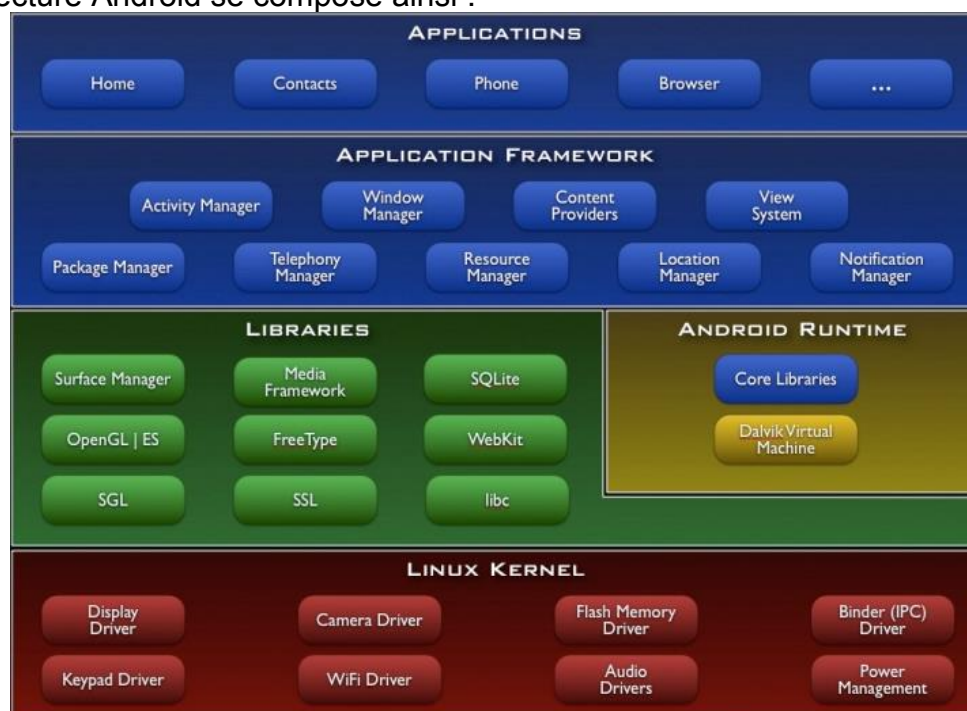 ecture Android se compose ainsi :
APPLICATIONS
Home
Contacts
Phone
Browser
...
APPLICATION FRAMEWORK
Activity Manager
Window
Manager
Content
Providers
View
System
Package Manager
Telephony
Manager
Resource
Manager
Location
Manager
Notification
Manager
LIBRARIES
Surface Manager
Media
Framework
SQLite
OpenGL | ES
FreeType
WebKit
SGL
SSL
libc
ANDROID RUNTIME
Core Libraries
Dalvik Virtual
Machine
LINUX KERNEL
Display
Driver
Camera Driver
Flash Memory
Driver
Binder (IPC)
Driver
Keypad Driver
WiFi Driver
Audio
Drivers
Power
Management